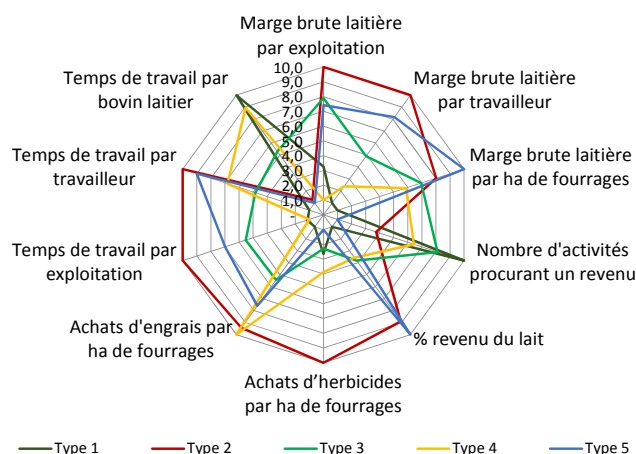 Marge brute laitière
par exploitation
10,0
9,0
8,0
7,0
6,0
5,0
4,0
3,0
2,0
1,0
-
Marge brute laitière
par travailleur
Marge brute laitière
par ha de fourrages
Nombre d'activités
procurant un revenu
% revenu du lait
Achats d’herbicides
par ha de fourrages
Achats d'engrais par
ha de fourrages
Temps de travail par
exploitation
Temps de travail par
travailleur
Temps de travail par
bovin laitier
Type 1 Type 2 Type 3 Type 4 Type 5